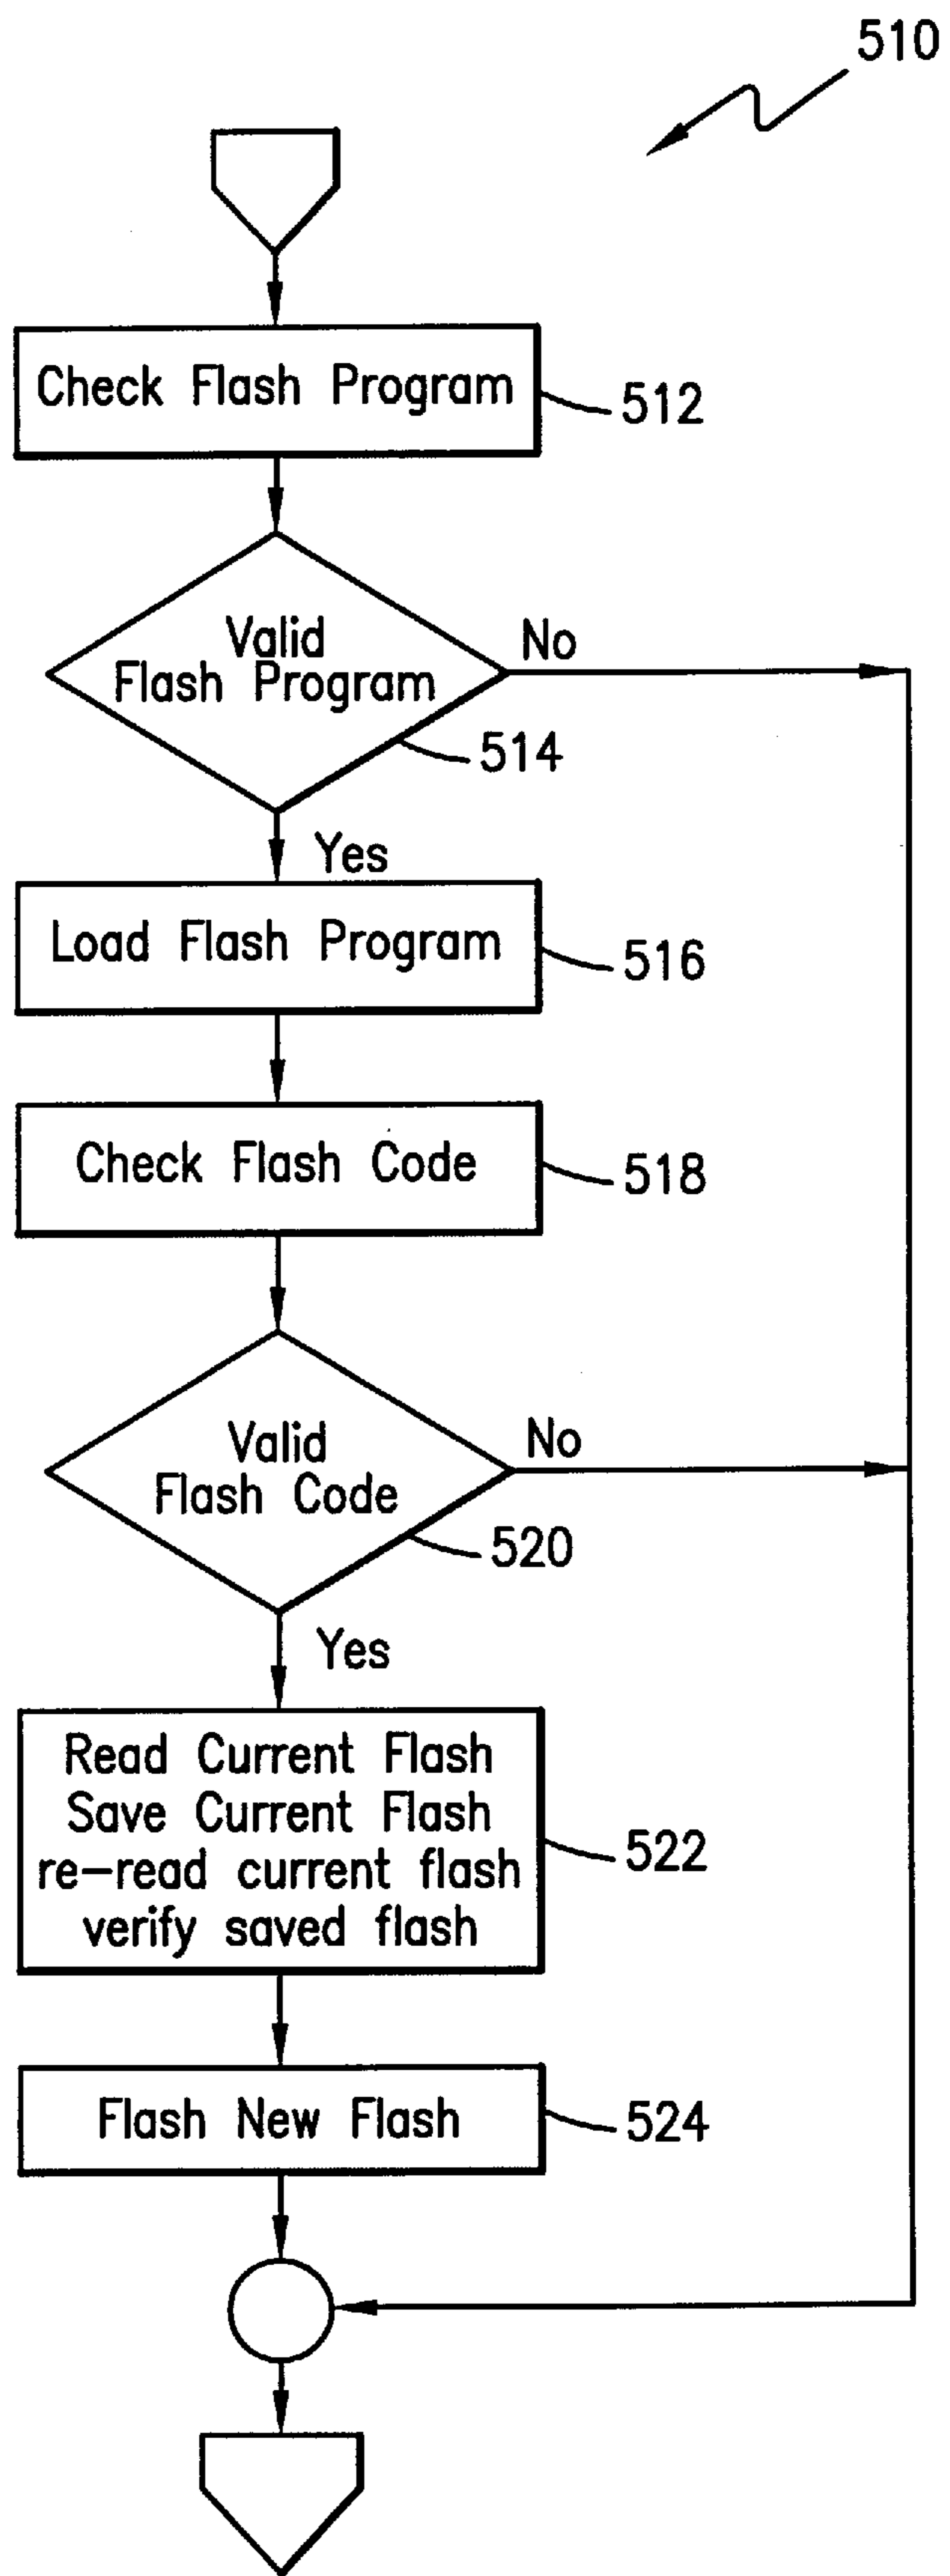 510
Check Flash Program
512
Valid
Flash Program
No
514
Yes
Load Flash Program
516
Check Flash Code
518
Valid
Flash Code
No
520
Yes
Read Current Flash
Save Current Flash
re-read current flash
verify saved flash
522
Flash New Flash
524